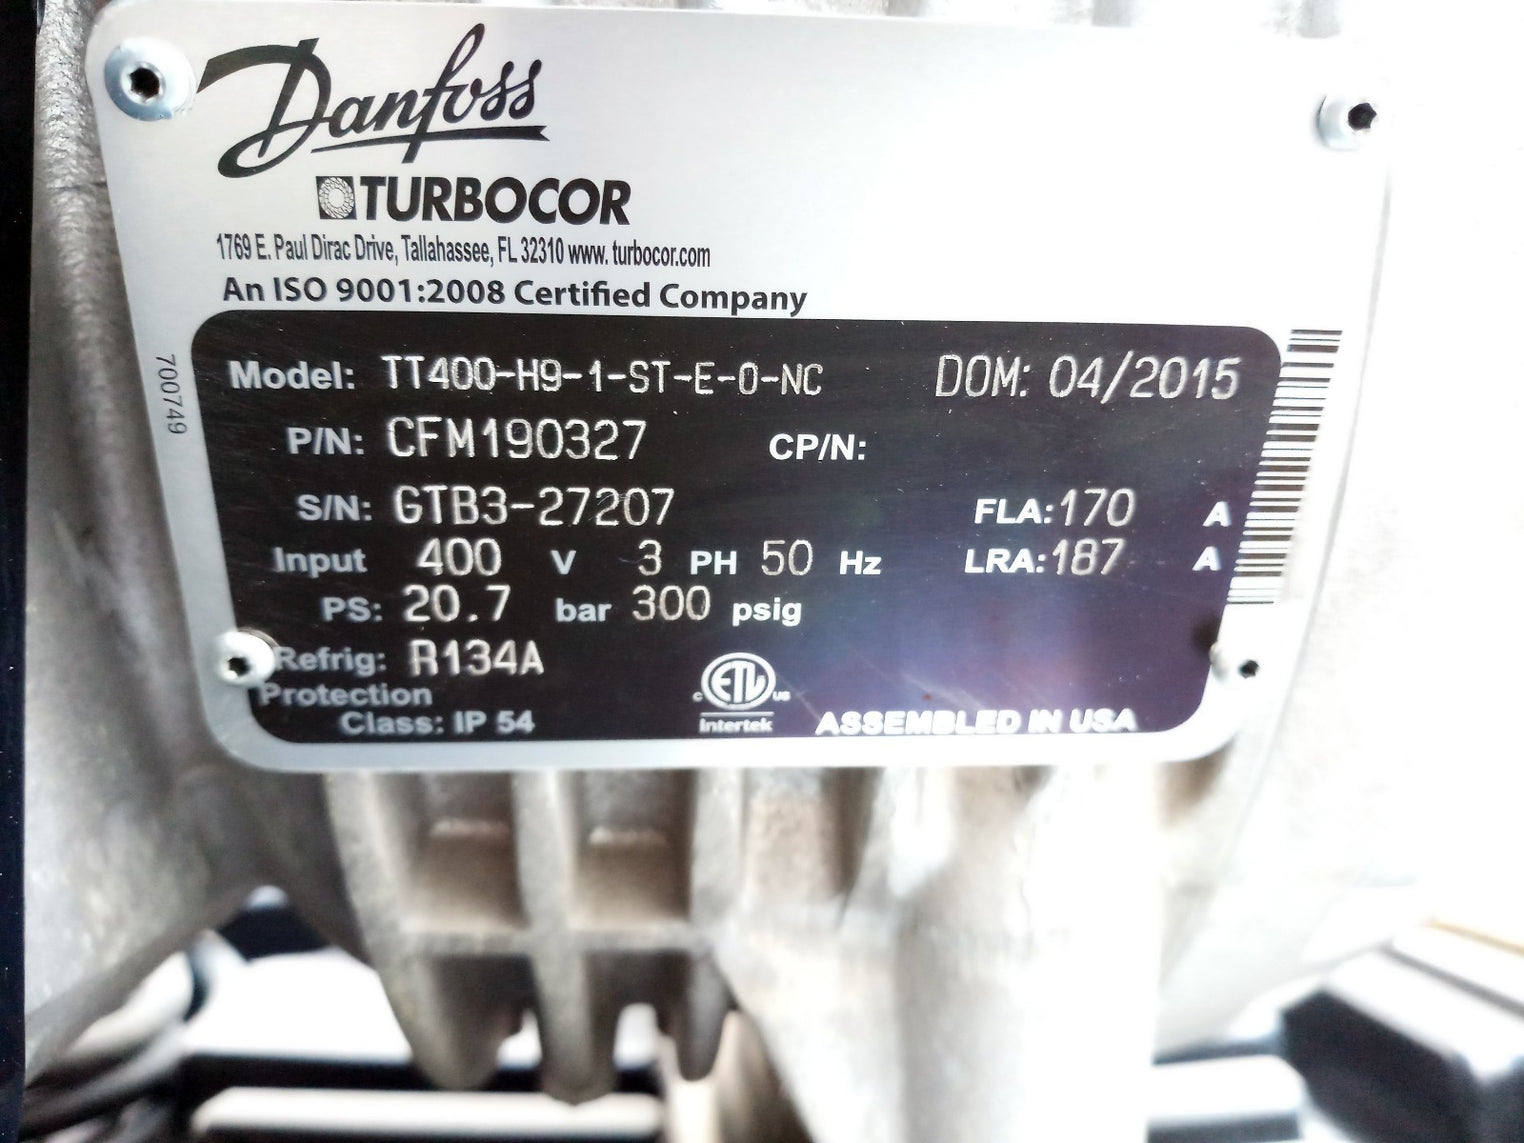 Danfoss
TURBOCOR
1769 E. Paul Dirac Drive, Tallahassee, FL 32310 www. turbocor.com
An ISO 9001:2008 Certified Company
700749
Model: TT400-H9-1-ST-E-0-NC DOM: 04/2015
P/N: CFM190327 CP/N:
S/N: GTB3-27207 FLA: 170 A
Input 400 V 3 PH 50 Hz LRA: 187 A
PS: 20.7 bar 300 psig
Refrig: R134A
Protection
Class: IP 54
C ETL US
Intertek
ASSEMBLED IN USA